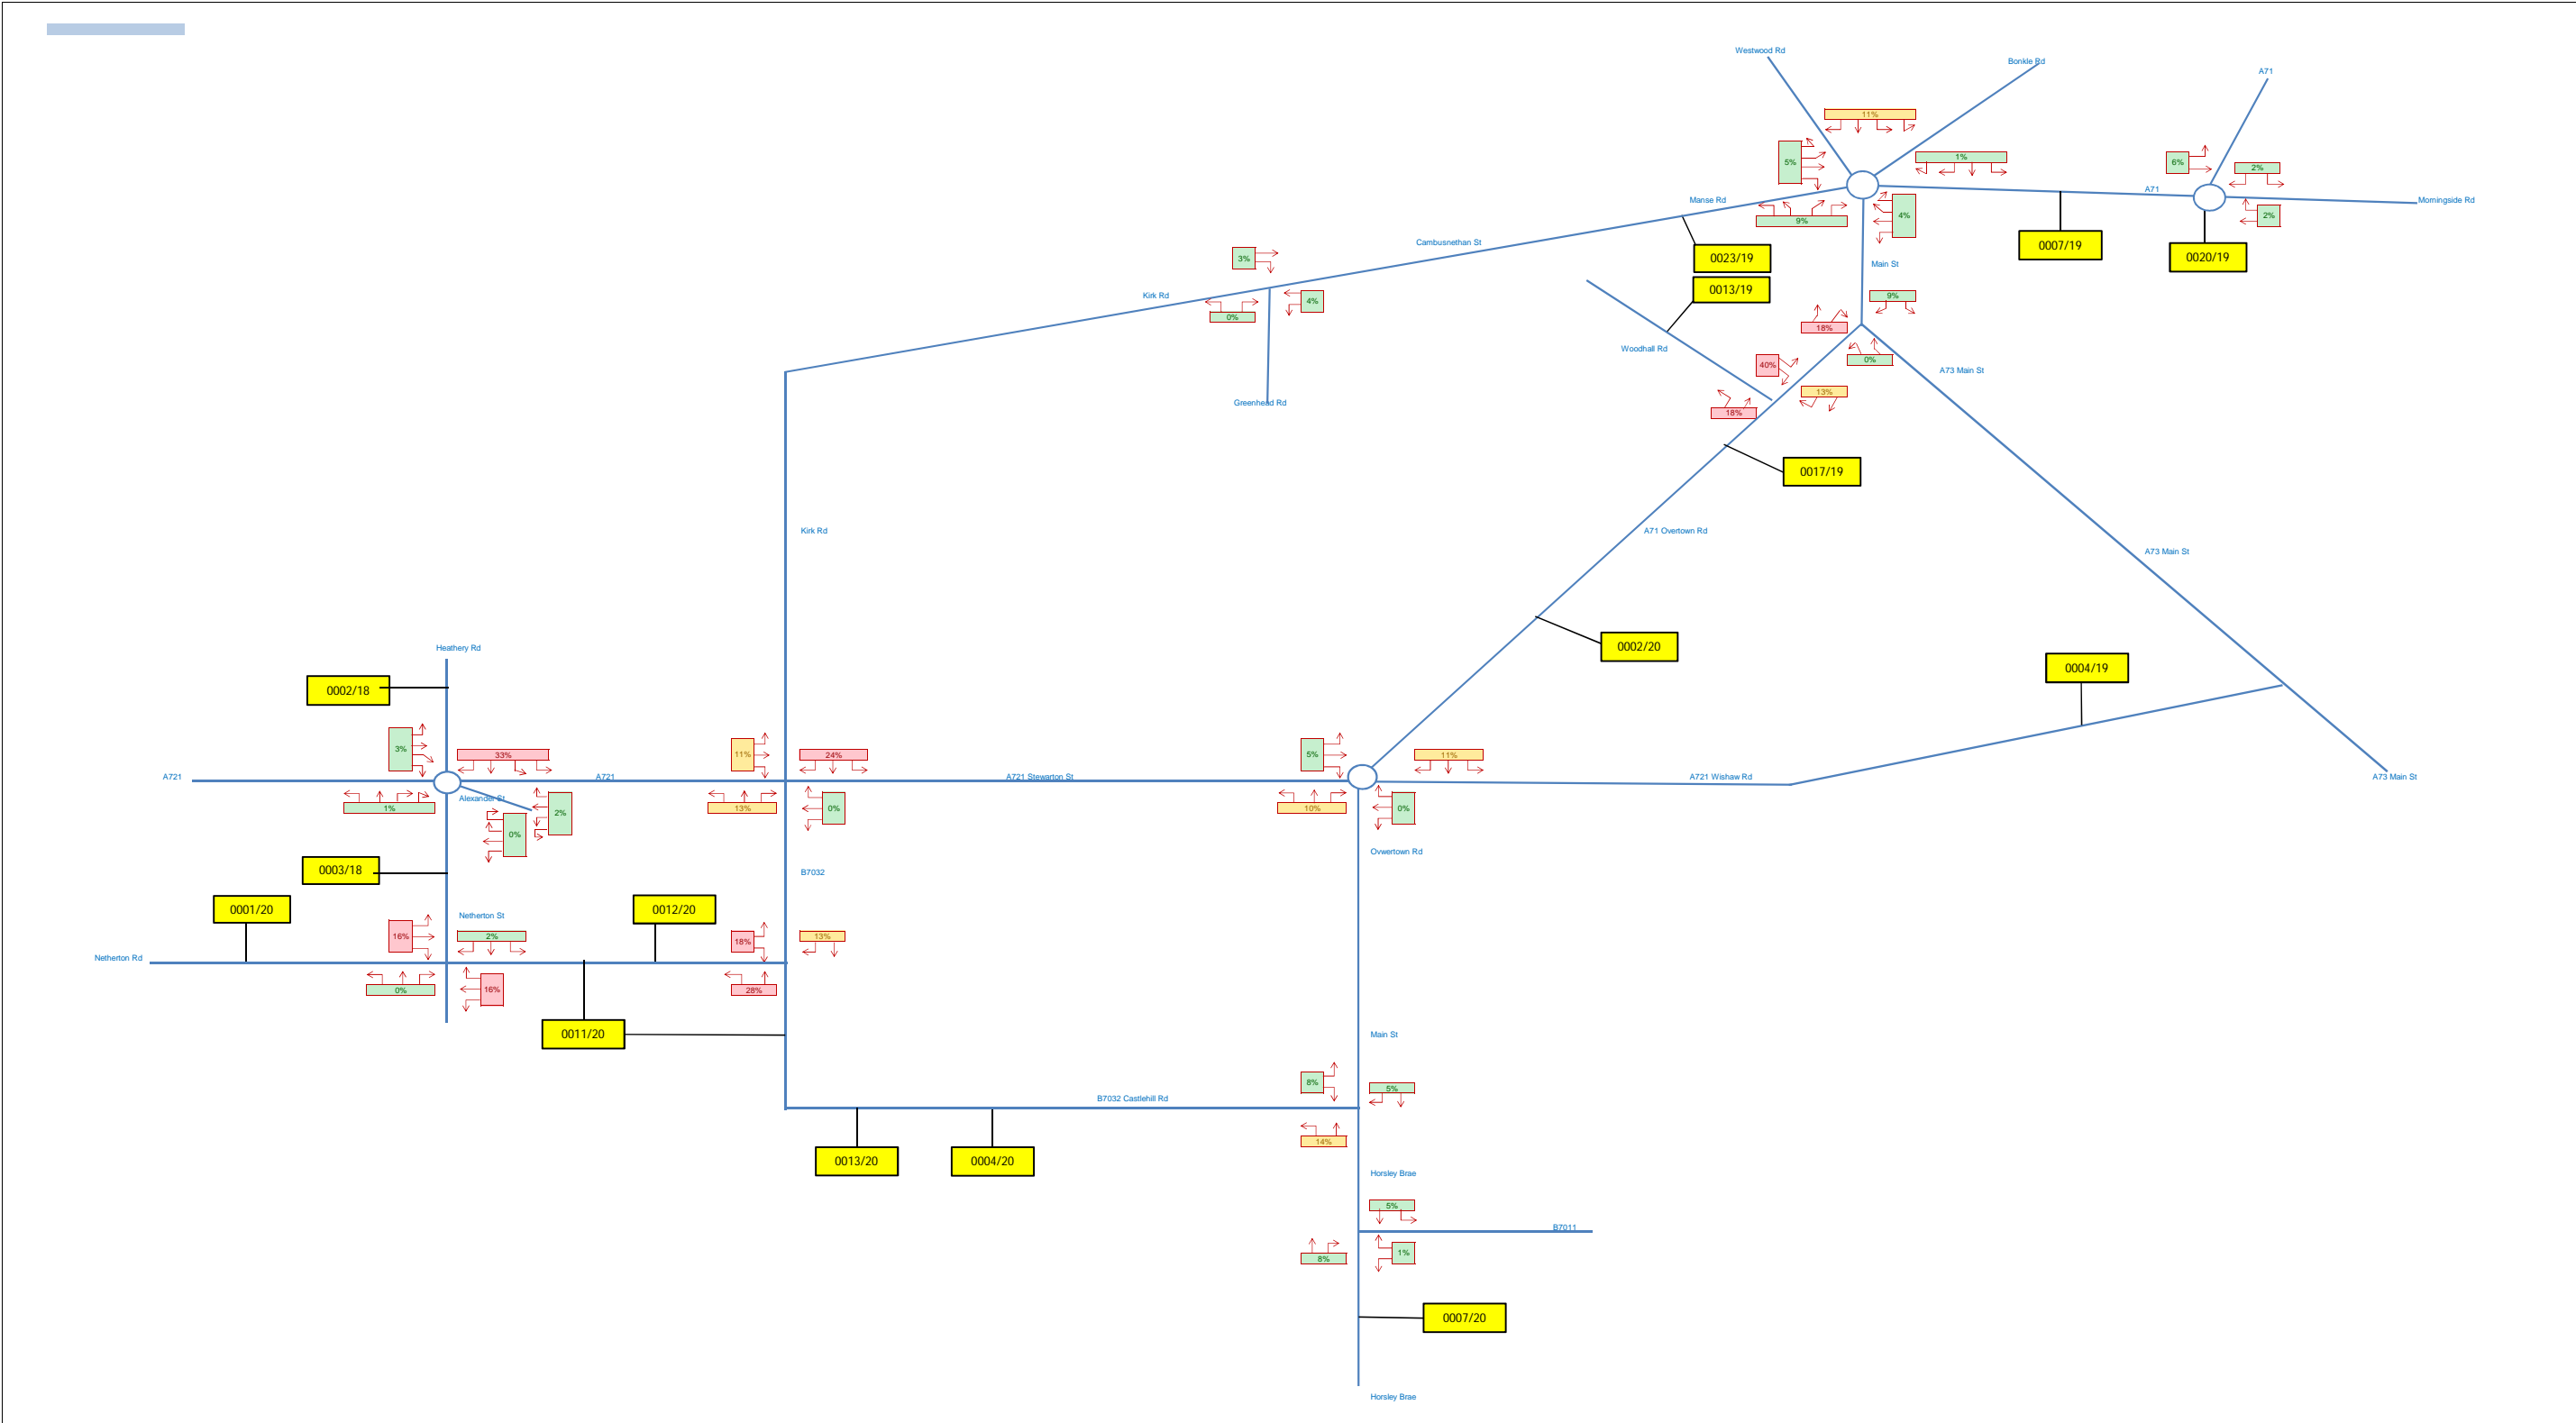 Westwood Rd
Bonkle Rd
A71
11%
5%
1%
6%
2%
A71
Manse Rd
9%
4%
2%
Morningside Rd
Cambusnethan St
0023/19
0007/19
0020/19
3%
Main St
0013/19
Kirk Rd
0%
4%
9%
18%
Woodhall Rd
40%
0%
A73 Main St
13%
Greenhead Rd
18%
0017/19
Kirk Rd
A71 Overtown Rd
A73 Main St
Heathery Rd
0002/20
0004/19
0002/18
3%
33%
11%
24%
5%
11%
A721
A721
A721 Stewarton St
A721 Wishaw Rd
A73 Main St
Alexander St
1%
2%
13%
0%
10%
0%
0%
Ovwertown Rd
0003/18
B7032
0001/20
0012/20
Netherton St
16%
2%
18%
13%
Netherton Rd
0%
16%
28%
0011/20
Main St
8%
5%
B7032 Castlehill Rd
14%
0013/20
0004/20
Horsley Brae
5%
B7011
8%
1%
0007/20
Horsley Brae